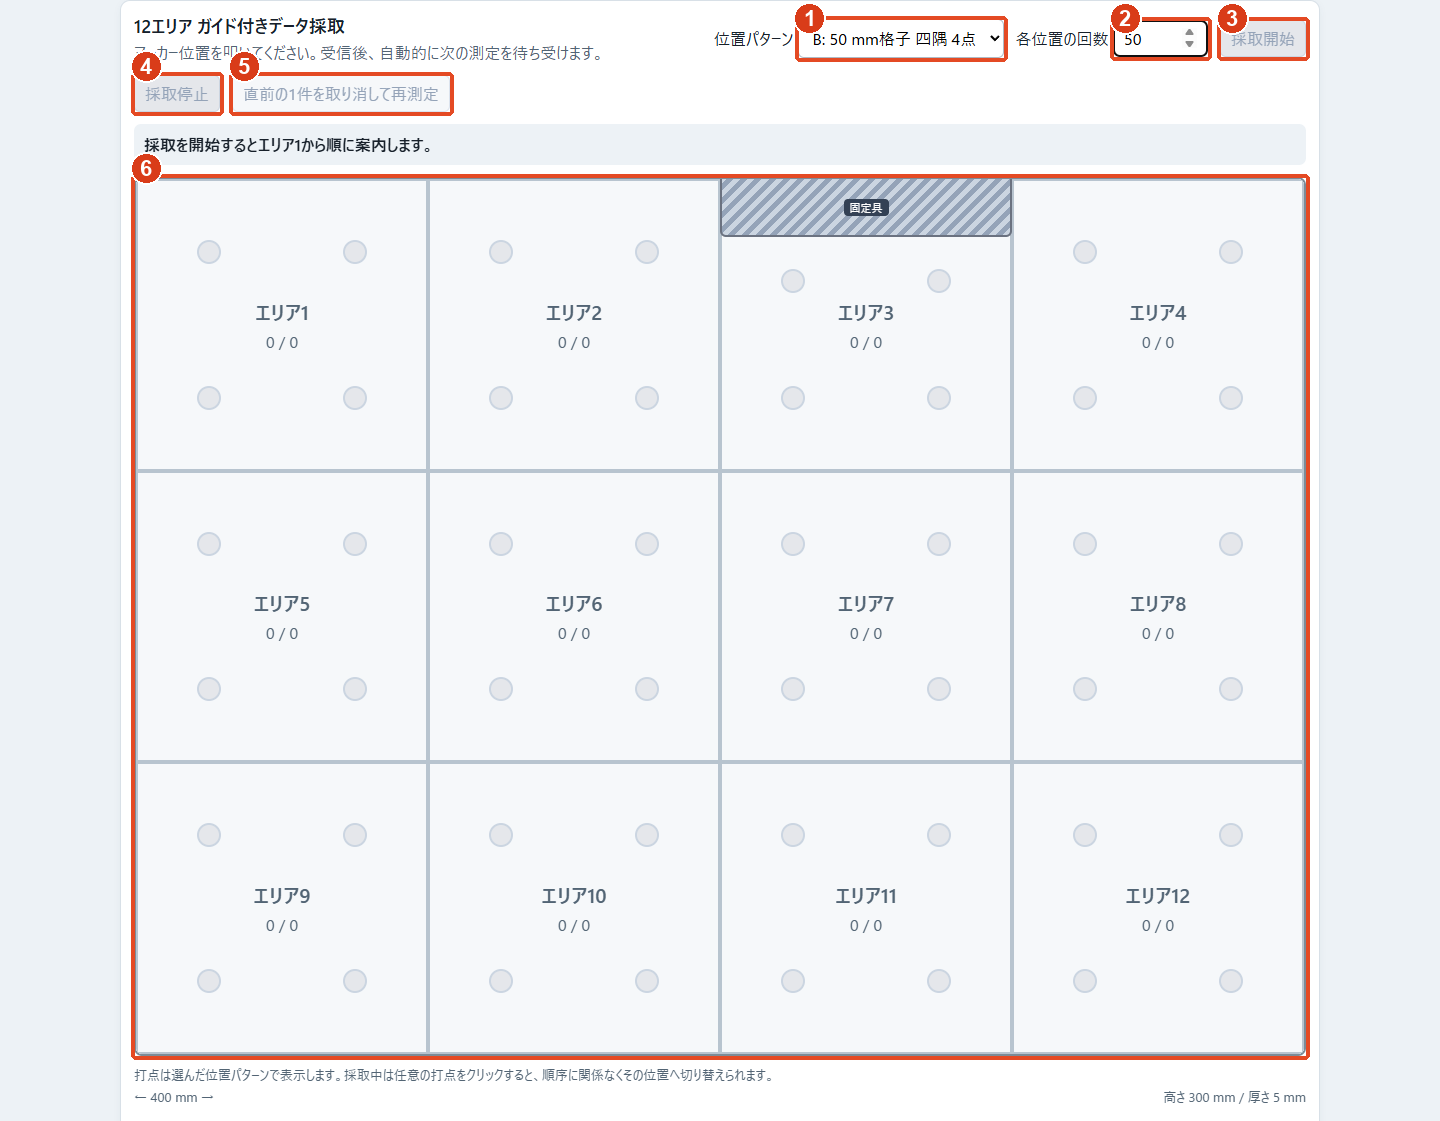 12エリア ガイド付きデータ採取
カー位置を叩いてください。受信後、自動的に次の測定を待ち受けます。
位置パターン
1
B: 50 mm格子 四隅 4点
各位置の回数
2
50
3
採取開始
4
採取停止
5
直前の1件を取り消して再測定
採取を開始するとエリア1から順に案内します。
6
固定具
エリア1
0 / 0
エリア2
0 / 0
エリア3
0 / 0
エリア4
0 / 0
エリア5
0 / 0
エリア6
0 / 0
エリア7
0 / 0
エリア8
0 / 0
エリア9
0 / 0
エリア10
0 / 0
エリア11
0 / 0
エリア12
0 / 0
打点は選んだ位置パターンで表示します。採取中は任意の打点をクリックすると、順序に関係なくその位置へ切り替えられます。
← 400 mm →
高さ 300 mm / 厚さ 5 mm